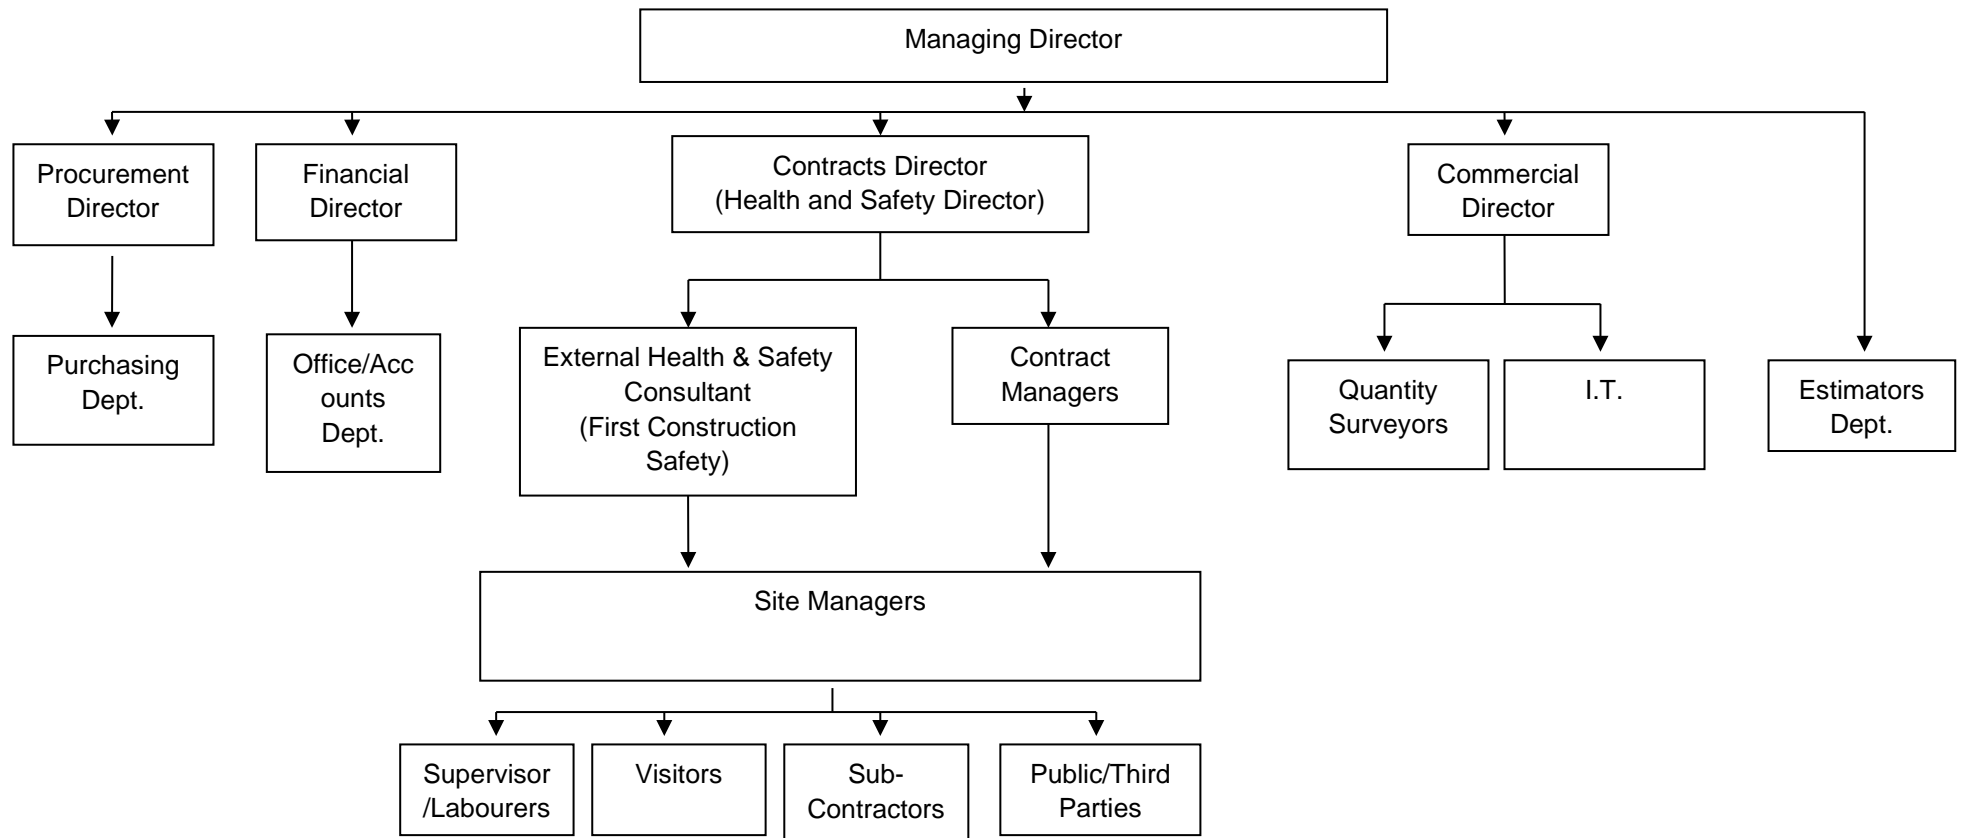 Managing Director
Procurement
Director
Financial
Director
Contracts Director
(Health and Safety Director)
Commercial
Director
Purchasing
Dept.
Office/Acc
ounts
Dept.
External Health & Safety
Consultant
(First Construction
Safety)
Contract
Managers
Quantity
Surveyors
I.T.
Estimators
Dept.
Site Managers
Supervisor
/Labourers
Visitors
Sub-
Contractors
Public/Third
Parties